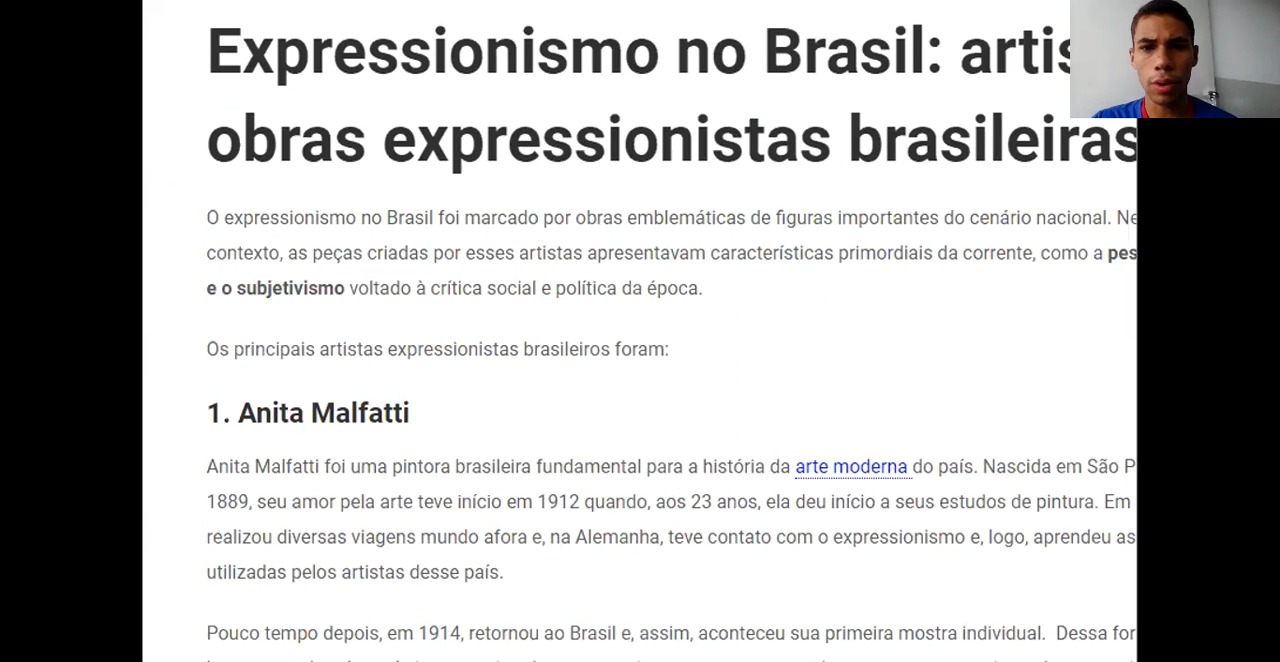 Expressionismo no Brasil: artis
obras expressionistas brasileiras
O expressionismo no Brasil foi marcado por obras emblemáticas de figuras importantes do cenário nacional. Ne
contexto, as peças criadas por esses artistas apresentavam características primordiais da corrente, como a pes
e o subjetivismo voltado à crítica social e política da época.
Os principais artistas expressionistas brasileiros foram:
1. Anita Malfatti
Anita Malfatti foi uma pintora brasileira fundamental para a história da arte moderna do país. Nascida em São P
1889, seu amor pela arte teve início em 1912 quando, aos 23 anos, ela deu início a seus estudos de pintura. Em
realizou diversas viagens mundo afora e, na Alemanha, teve contato com o expressionismo e, logo, aprendeu as
utilizadas pelos artistas desse país.
Pouco tempo depois, em 1914, retornou ao Brasil e, assim, aconteceu sua primeira mostra individual. Dessa for